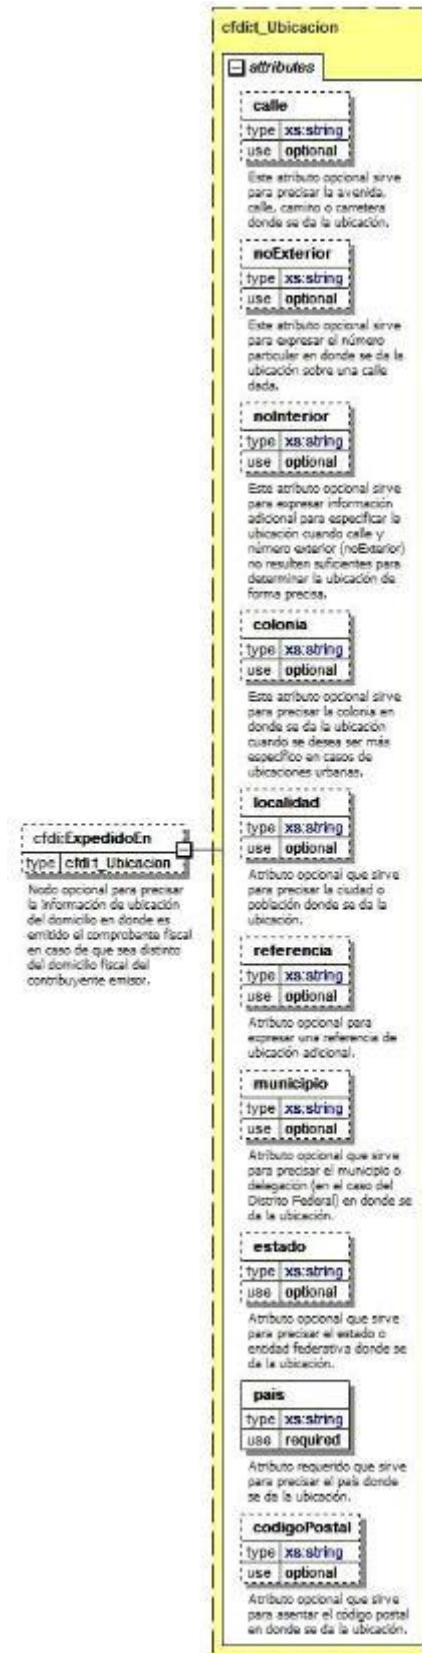 cfdi:t_Ubicacion
attributes
calle
type xs:string
use optional
Este atributo opcional sirve
para precisar la avenida,
calle, camino o carretera
donde se da la ubicación.
noExterior
type xs:string
use optional
Este atributo opcional sirve
para expresar el número
particular en donde se da la
ubicación sobre una calle
dada.
noInterior
type xs:string
use optional
Este atributo opcional sirve
para expresar información
adicional para especificar la
ubicación cuando calle y
número exterior (noExterior)
no resulten suficientes para
determinar la ubicación de
forma precisa.
colonia
type xs:string
use optional
Este atributo opcional sirve
para precisar la colonia en
donde se da la ubicación
cuando se desea ser más
específico en casos de
ubicaciones urbanas.
cfdi:ExpedidoEn
type cfdi:t_Ubicacion
Nodo opcional para precisar
la información de ubicación
del domicilio en donde es
emitido el comprobante fiscal
en caso de que sea distinto
del domicilio fiscal del
contribuyente emisor.
localidad
type xs:string
use optional
Atributo opcional que sirve
para precisar la ciudad o
población donde se da la
ubicación.
referencia
type xs:string
use optional
Atributo opcional para
expresar una referencia de
ubicación adicional.
municipio
type xs:string
use optional
Atributo opcional que sirve
para precisar el municipio o
delegación (en el caso del
Distrito Federal) en donde se
da la ubicación.
estado
type xs:string
use optional
Atributo opcional que sirve
para precisar el estado o
entidad federativa donde se
da la ubicación.
pais
type xs:string
use required
Atributo requerido que sirve
para precisar el país donde
se da la ubicación.
codigoPostal
type xs:string
use optional
Atributo opcional que sirve
para asentar el código postal
en donde se da la ubicación.